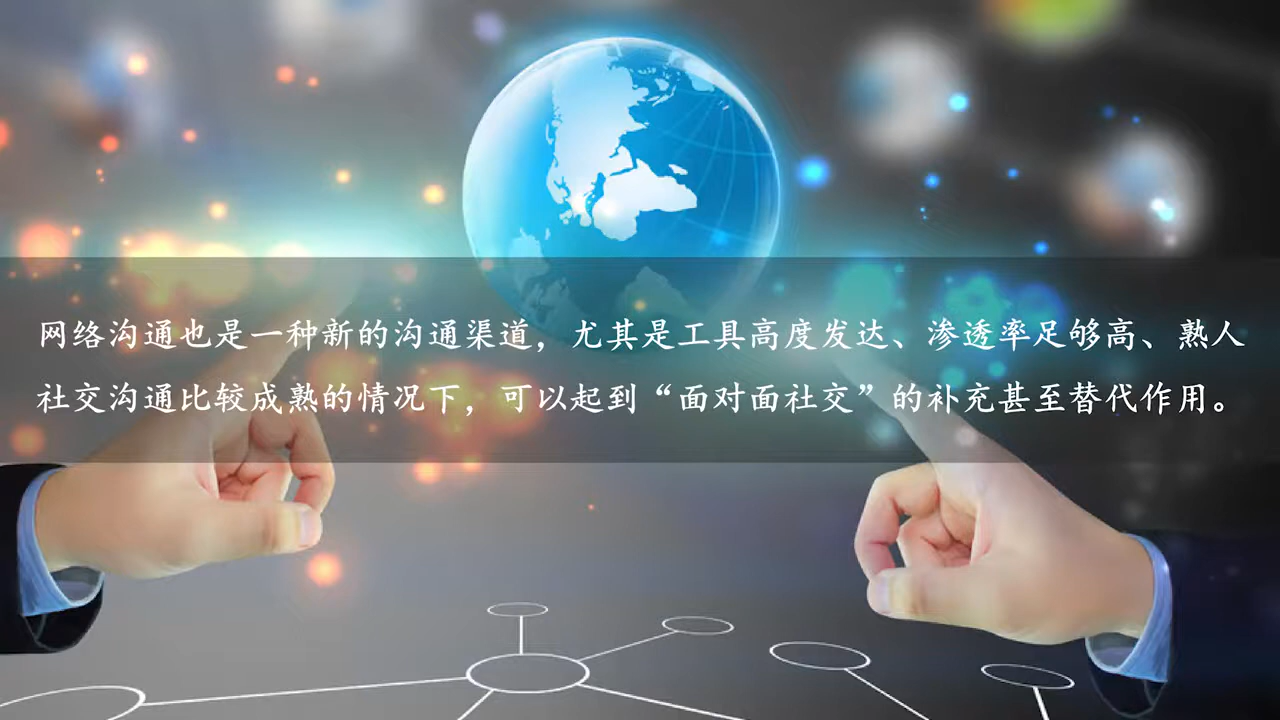 网络沟通也是一种新的沟通渠道，尤其是工具高度发达、渗透率足够高、熟人
社交沟通比较成熟的情况下，可以起到“面对面社交”的补充甚至替代作用。